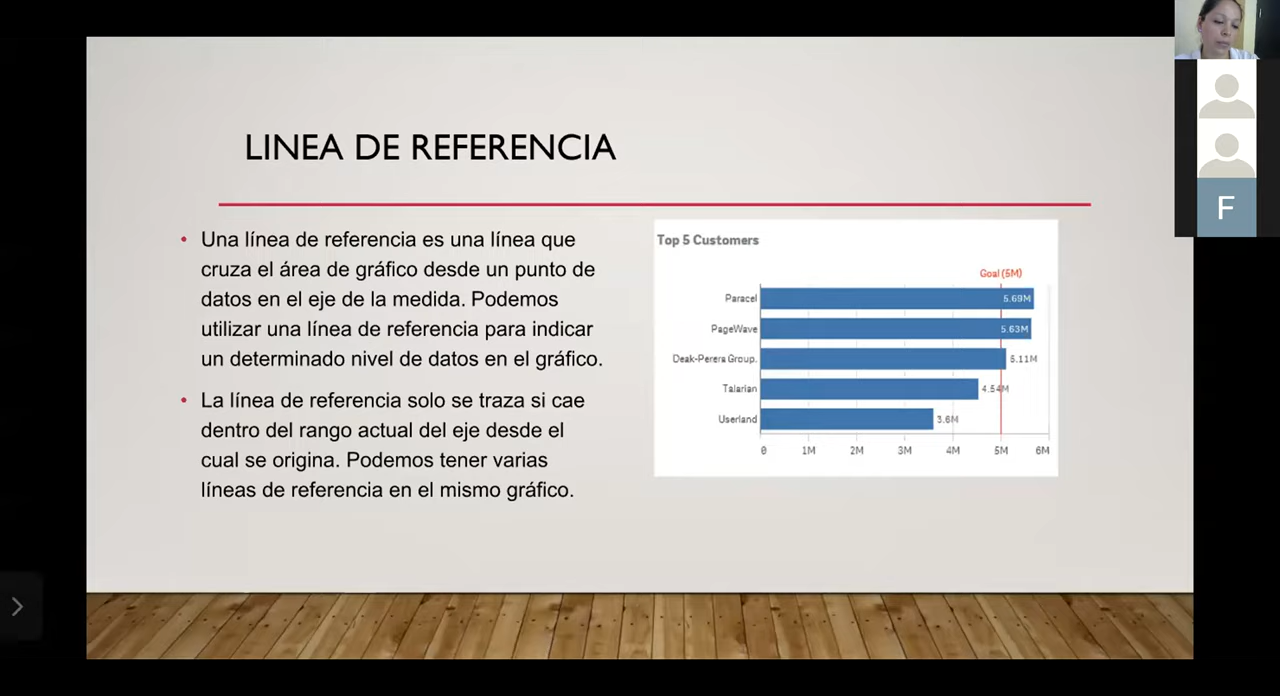 LINEA DE REFERENCIA
• Una línea de referencia es una línea que
cruza el área de gráfico desde un punto de
datos en el eje de la medida. Podemos
utilizar una línea de referencia para indicar
un determinado nivel de datos en el gráfico.
• La línea de referencia solo se traza si cae
dentro del rango actual del eje desde el
cual se origina. Podemos tener varias
líneas de referencia en el mismo gráfico.
Top 5 Customers
Goal (5M)
Paracel 5.69M
PageWave 5.63M
Deak-Perera Group. 5.11M
Talarian 4.54M
Userland 3.6M
0 1M 2M 3M 4M 5M 6M
F